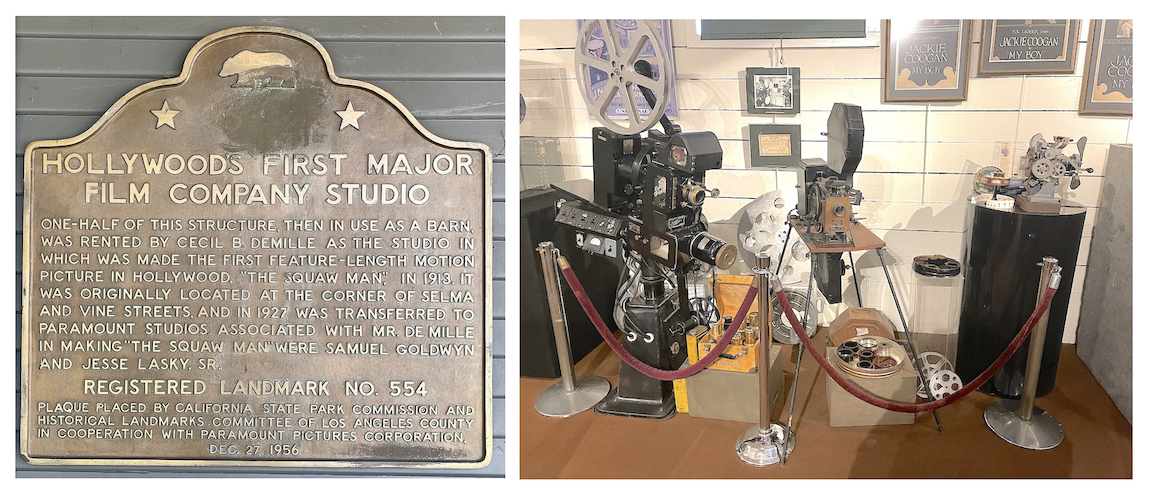 HOLLYWOOD'S FIRST MAJOR
FILM COMPANY STUDIO
ONE-HALF OF THIS STRUCTURE, THEN IN USE AS A BARN,
WAS RENTED BY CECIL B. DEMILLE AS THE STUDIO IN
WHICH WAS MADE THE FIRST FEATURE-LENGTH MOTION
PICTURE IN HOLLYWOOD, "THE SQUAW MAN", IN 1913. IT
WAS ORIGINALLY LOCATED AT THE CORNER OF SELMA
AND VINE STREETS, AND IN 1927 WAS TRANSFERRED TO
PARAMOUNT STUDIOS. ASSOCIATED WITH MR. DE MILLE
IN MAKING "THE SQUAW MAN" WERE SAMUEL GOLDWYN
AND JESSE LASKY, SR.
REGISTERED LANDMARK NO. 554
PLAQUE PLACED BY CALIFORNIA STATE PARK COMMISSION AND
HISTORICAL LANDMARKS COMMITTEE OF LOS ANGELES COUNTY
IN COOPERATION WITH PARAMOUNT PICTURES CORPORATION,
DEC. 27, 1956
JACKIE
COOGAN
MY BOY
JACKIE COOGAN
MY BOY